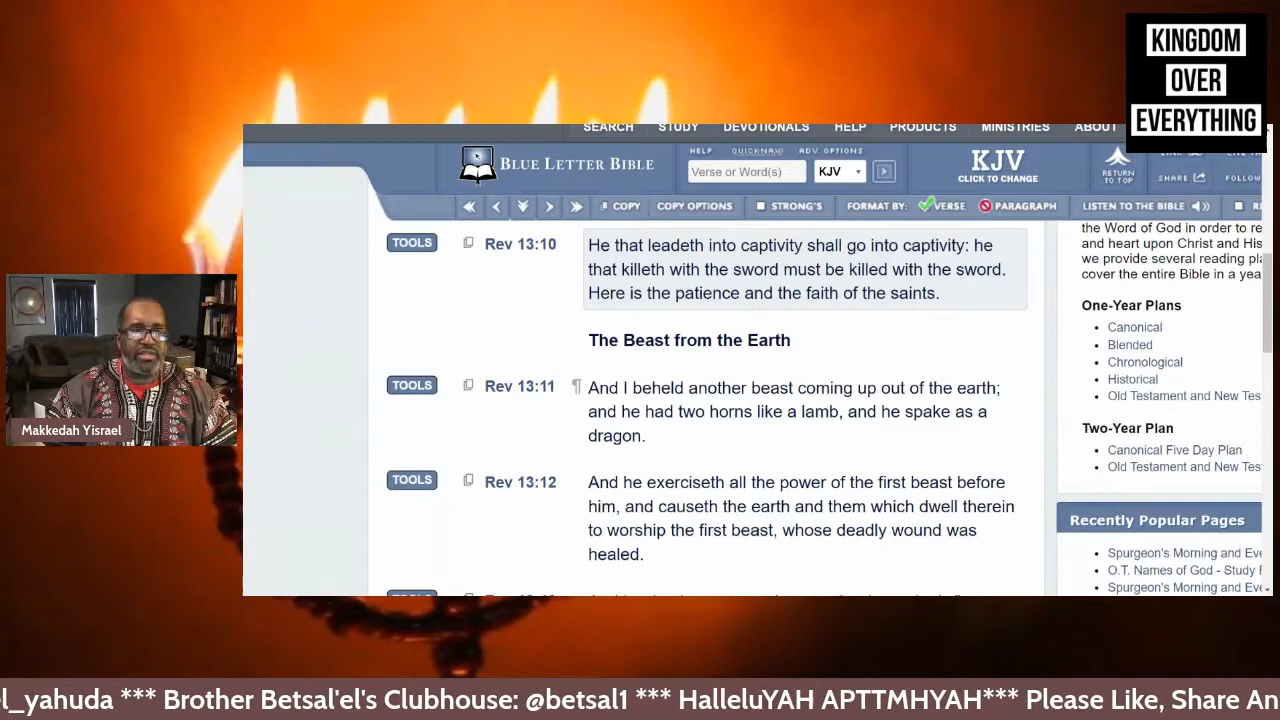 KINGDOM
OVER
EVERYTHING
SEARCH STUDY DEVOTIONALS HELP PRODUCTS MINISTRIES ABOUT
HELP QUICKNAV ADV. OPTIONS
BLUE LETTER BIBLE
Verse or Word(s) KJV
KJV
CLICK TO CHANGE
RETURN
TO TOP
SHARE FOLLOW
COPY COPY OPTIONS STRONG'S FORMAT BY: VERSE PARAGRAPH LISTEN TO THE BIBLE
TOOLS Rev 13:10 He that leadeth into captivity shall go into captivity: he
that killeth with the sword must be killed with the sword.
Here is the patience and the faith of the saints.
The Beast from the Earth
TOOLS Rev 13:11 ¶ And I beheld another beast coming up out of the earth;
and he had two horns like a lamb, and he spake as a
dragon.
TOOLS Rev 13:12 And he exerciseth all the power of the first beast before
him, and causeth the earth and them which dwell therein
to worship the first beast, whose deadly wound was
healed.
the Word of God in order to re
and heart upon Christ and His
we provide several reading pla
cover the entire Bible in a yea
One-Year Plans
• Canonical
• Blended
• Chronological
• Historical
• Old Testament and New Tes
Two-Year Plan
• Canonical Five Day Plan
• Old Testament and New Tes
Recently Popular Pages
• Spurgeon's Morning and Eve
• O.T. Names of God - Study
• Spurgeon's Morning and Eve
Makkedah Yisrael
el_yahuda *** Brother Betsal'el's Clubhouse: @betsal1 *** HalleluYAH APTTMHYAH*** Please Like, Share An